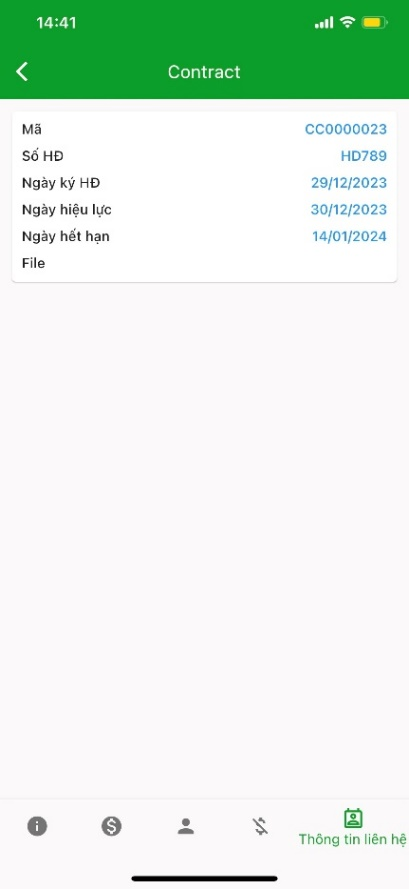 14:41
Contract
Mã CC0000023
Số HĐ HD789
Ngày ký HĐ 29/12/2023
Ngày hiệu lực 30/12/2023
Ngày hết hạn 14/01/2024
File
Thông tin liên hệ